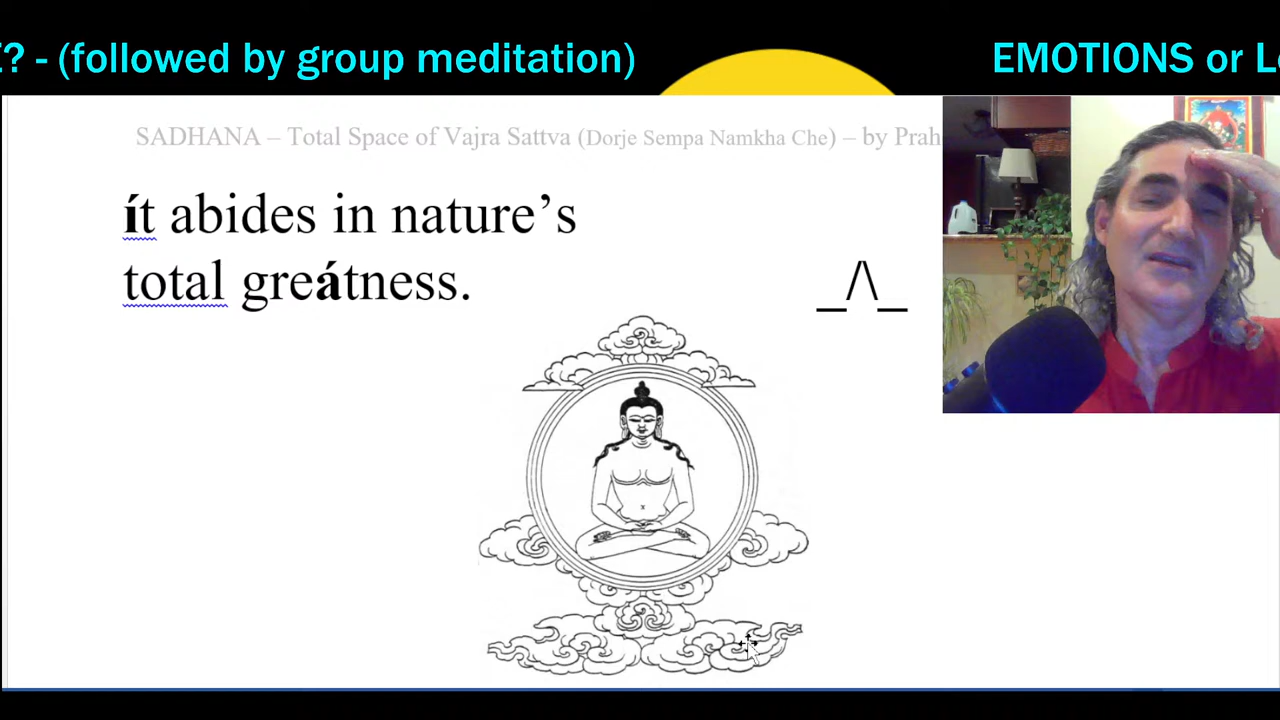 E? - (followed by group meditation) EMOTIONS or L
SADHANA – Total Space of Vajra Sattva (Dorje Sempa Namkha Che) – by Prah
ít abides in nature’s
total greátness.
_/\_